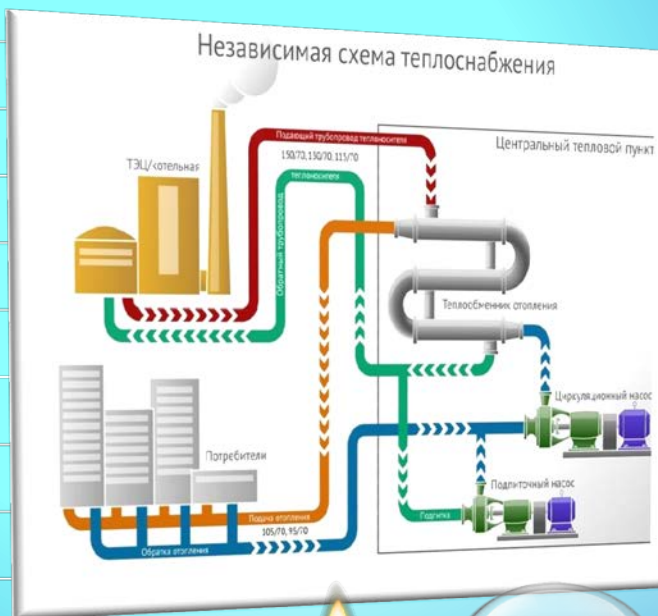 Независимая схема теплоснабжения
Подающий трубопровод теплоносителя
Центральный тепловой пункт
ТЭЦ/котельная
150/70, 130/70, 115/70
теплоносителя
Обратный трубопровод
Теплообменник отопления
Циркуляционный насос
Потребители
Подпиточный насос
Подача отопления
Подпитка
105/70, 95/70
Обратка отопления